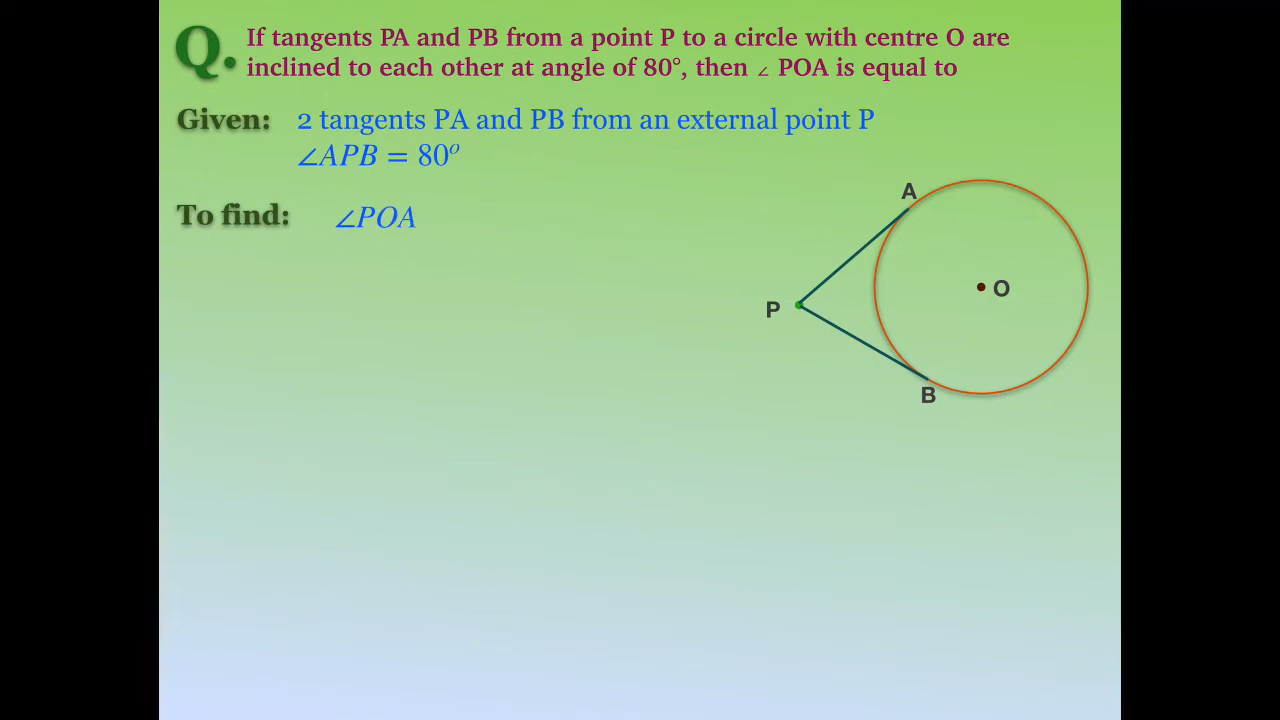 Q. If tangents PA and PB from a point P to a circle with centre O are
inclined to each other at angle of 80°, then ∠ POA is equal to
Given: 2 tangents PA and PB from an external point P
∠APB = 80°
To find: ∠POA
A
O
P
B